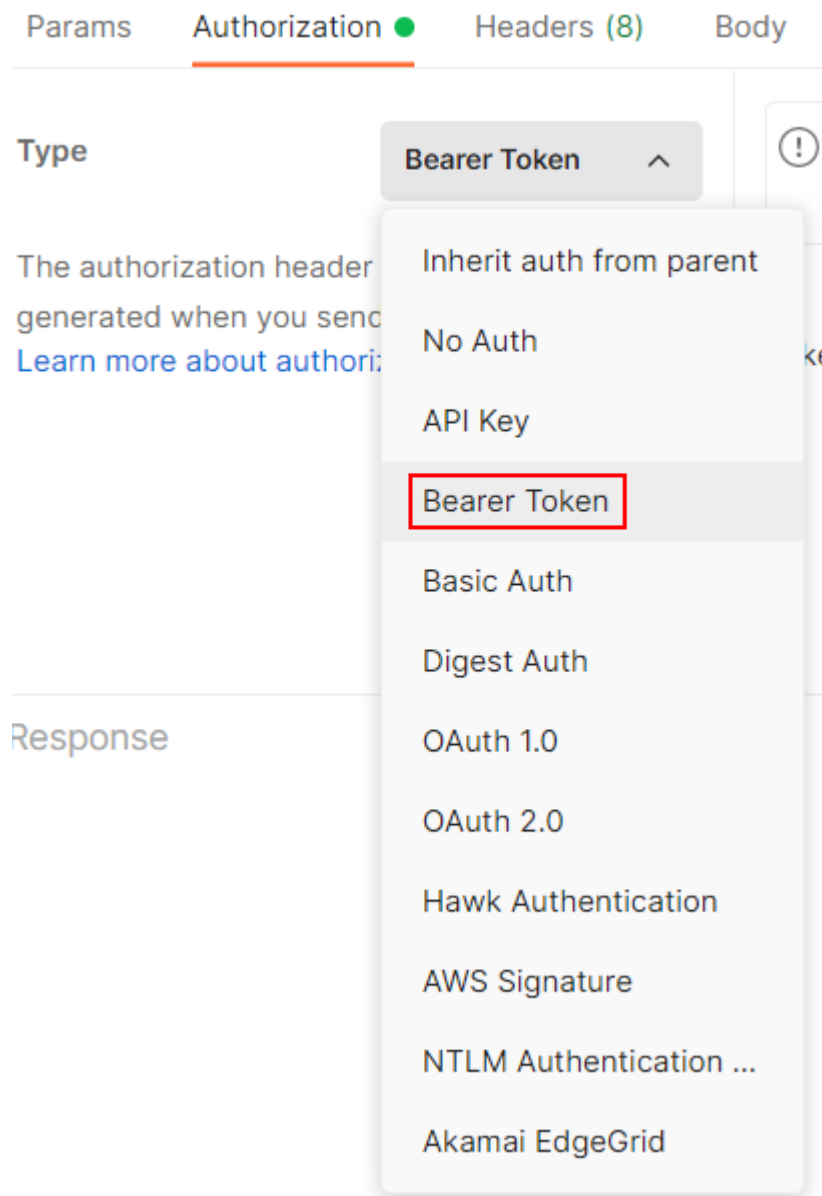 Params Authorization Headers (8) Body
Type
Bearer Token
The authorization header
generated when you send
Learn more about authori
Inherit auth from parent
No Auth
API Key
Bearer Token
Basic Auth
Digest Auth
OAuth 1.0
OAuth 2.0
Hawk Authentication
AWS Signature
NTLM Authentication ...
Akamai EdgeGrid
Response